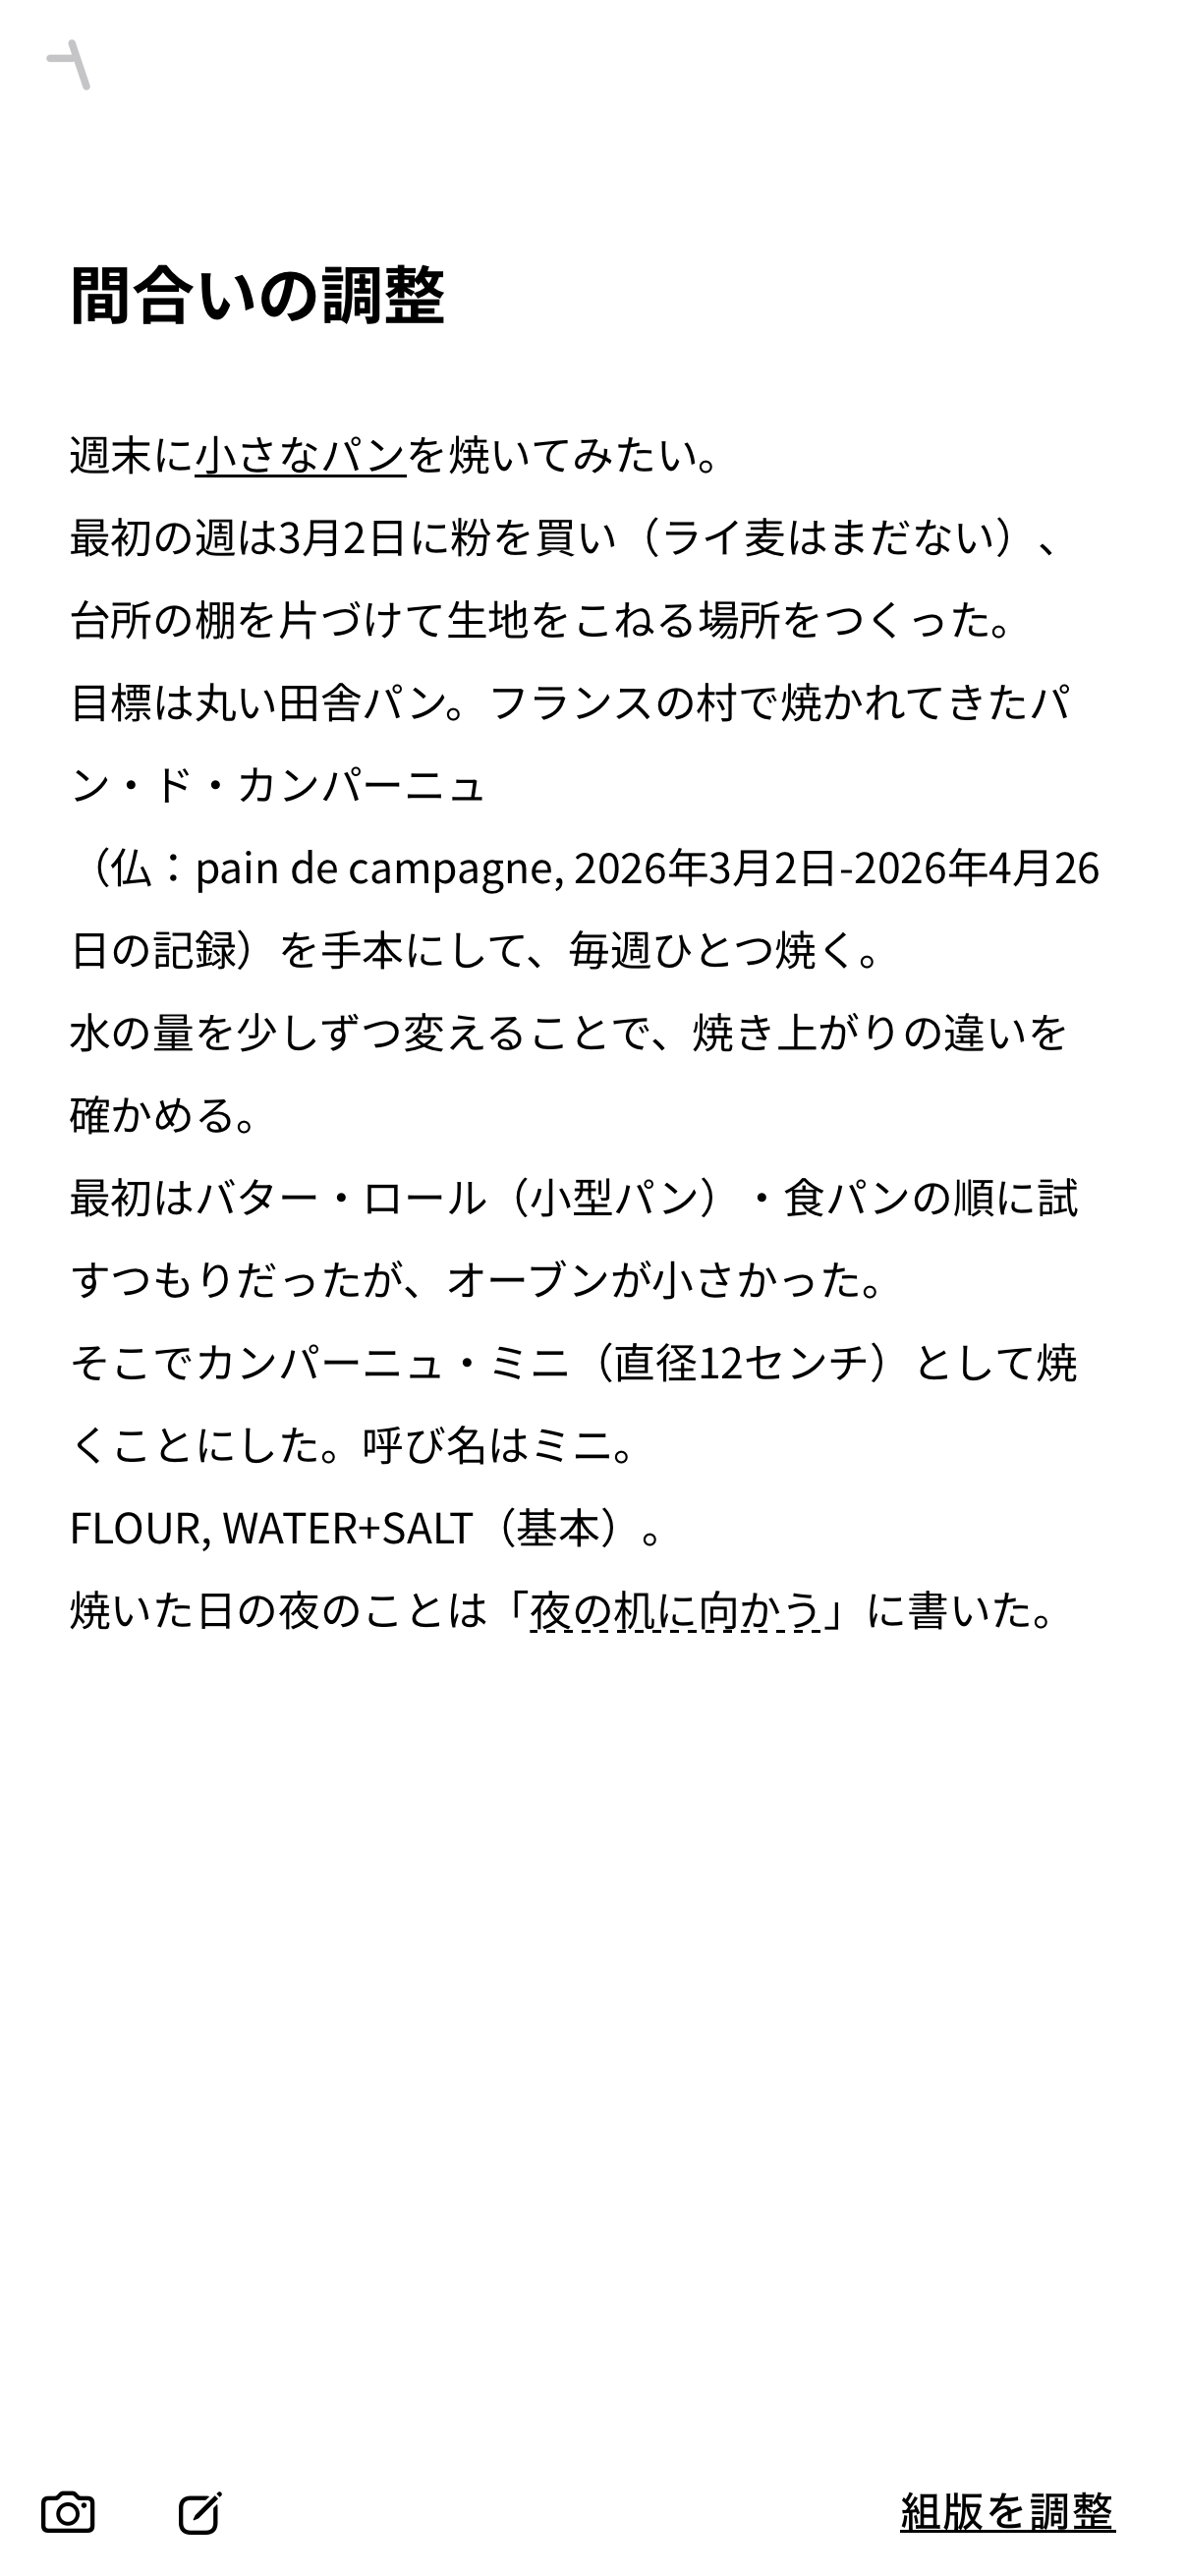 間合いの調整
週末に小さなパンを焼いてみたい。
最初の週は3月2日に粉を買い（ライ麦はまだない）、
台所の棚を片づけて生地をこねる場所をつくった。
目標は丸い田舎パン。フランスの村で焼かれてきたパ
ン・ド・カンパーニュ
（仏：pain de campagne, 2026年3月2日-2026年4月26
日の記録）を手本にして、毎週ひとつ焼く。
水の量を少しずつ変えることで、焼き上がりの違いを
確かめる。
最初はバター・ロール（小型パン）・食パンの順に試
すつもりだったが、オーブンが小さかった。
そこでカンパーニュ・ミニ（直径12センチ）として焼
くことにした。呼び名はミニ。
FLOUR, WATER+SALT（基本）。
焼いた日の夜のことは「夜の机に向かう」に書いた。
組版を調整